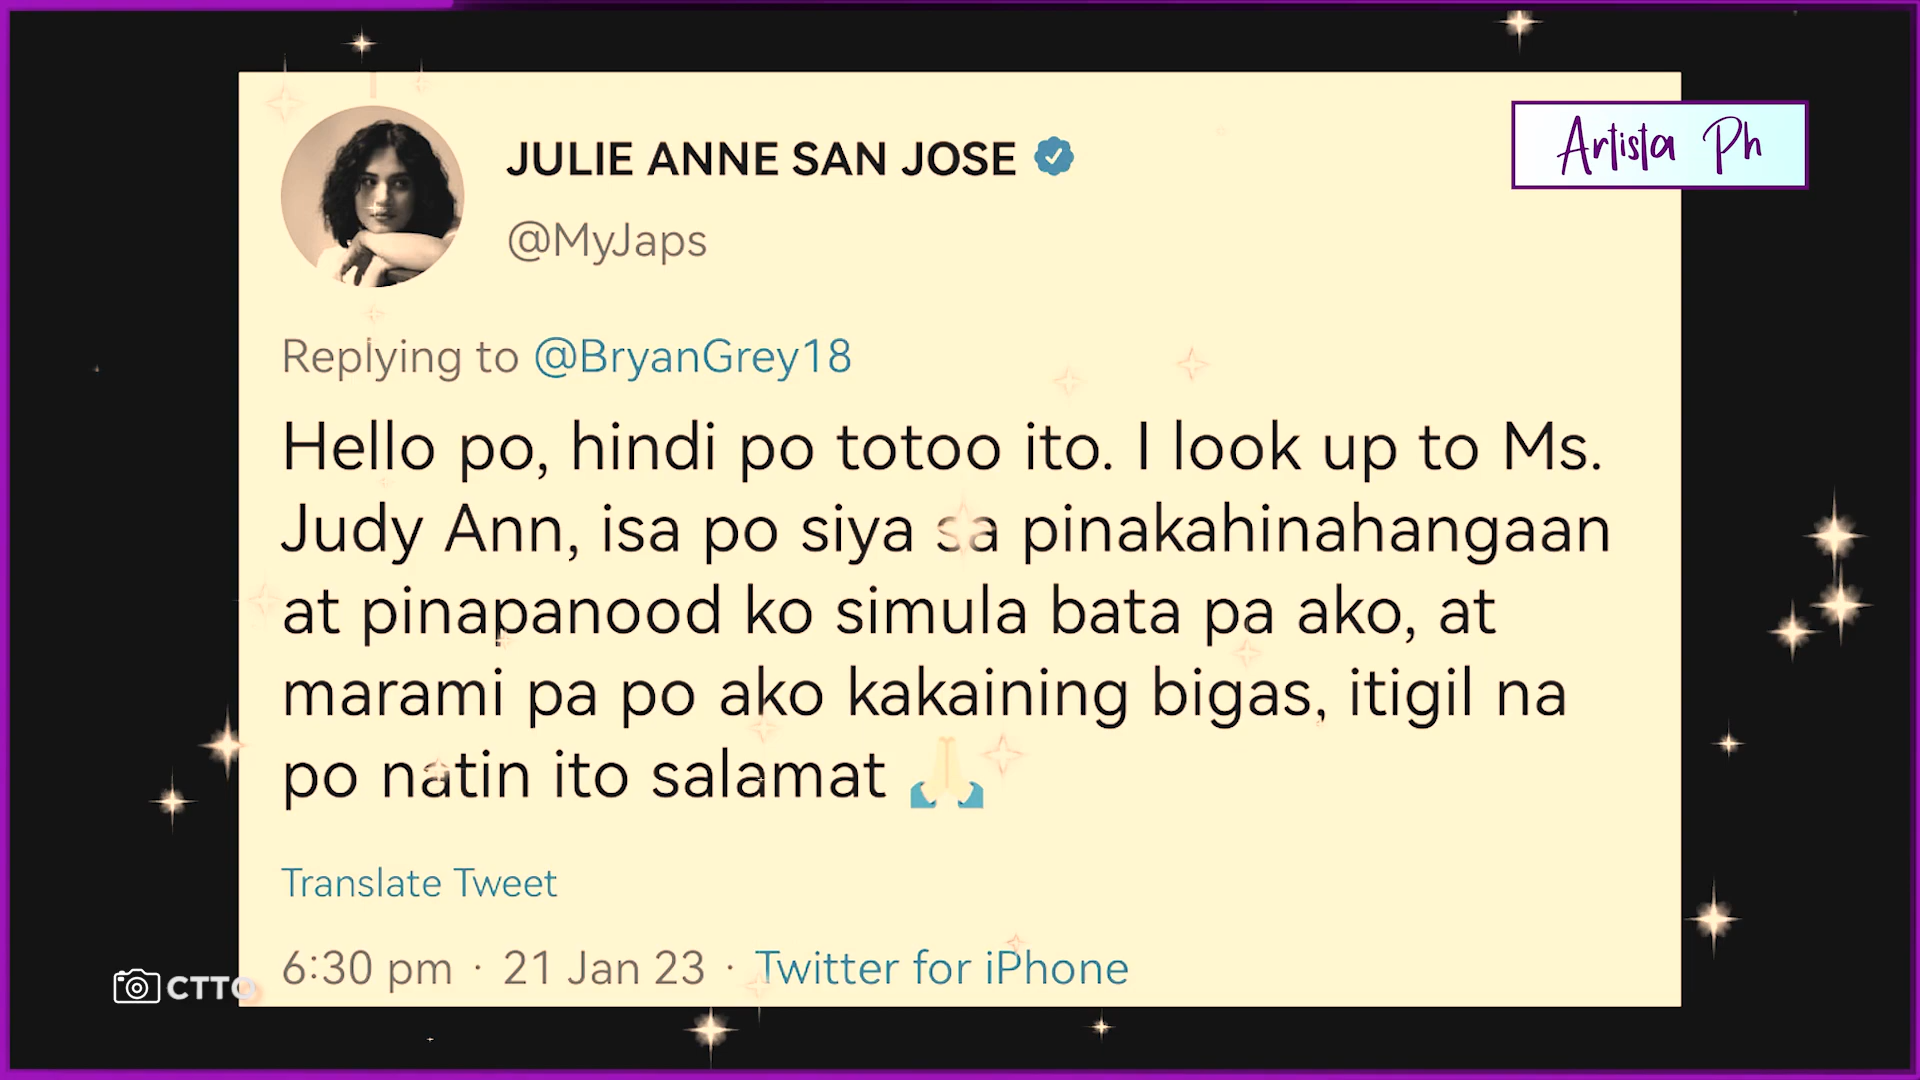 Artista Ph
JULIE ANNE SAN JOSE
@MyJaps
Replying to @BryanGrey18
Hello po, hindi po totoo ito. I look up to Ms.
Judy Ann, isa po siya sa pinakahinahangaan
at pinapanood ko simula bata pa ako, at
marami pa po ako kakaining bigas, itigil na
po natin ito salamat 🙏
Translate Tweet
6:30 pm · 21 Jan 23 · Twitter for iPhone
CTTO